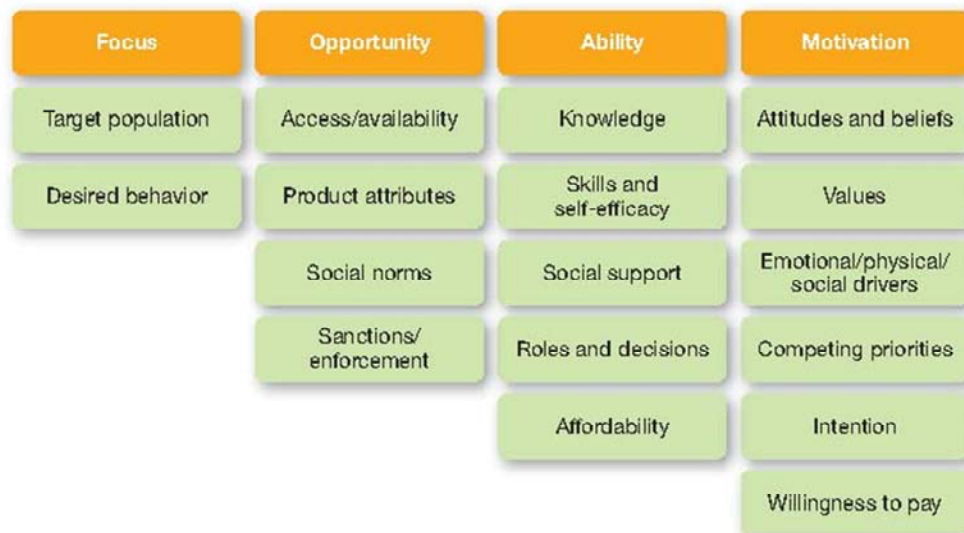 Focus
Opportunity
Ability
Motivation
Target population
Access/availability
Knowledge
Attitudes and beliefs
Desired behavior
Product attributes
Skills and
self-efficacy
Values
Social norms
Social support
Emotional/physical/
social drivers
Sanctions/
enforcement
Roles and decisions
Competing priorities
Affordability
Intention
Willingness to pay